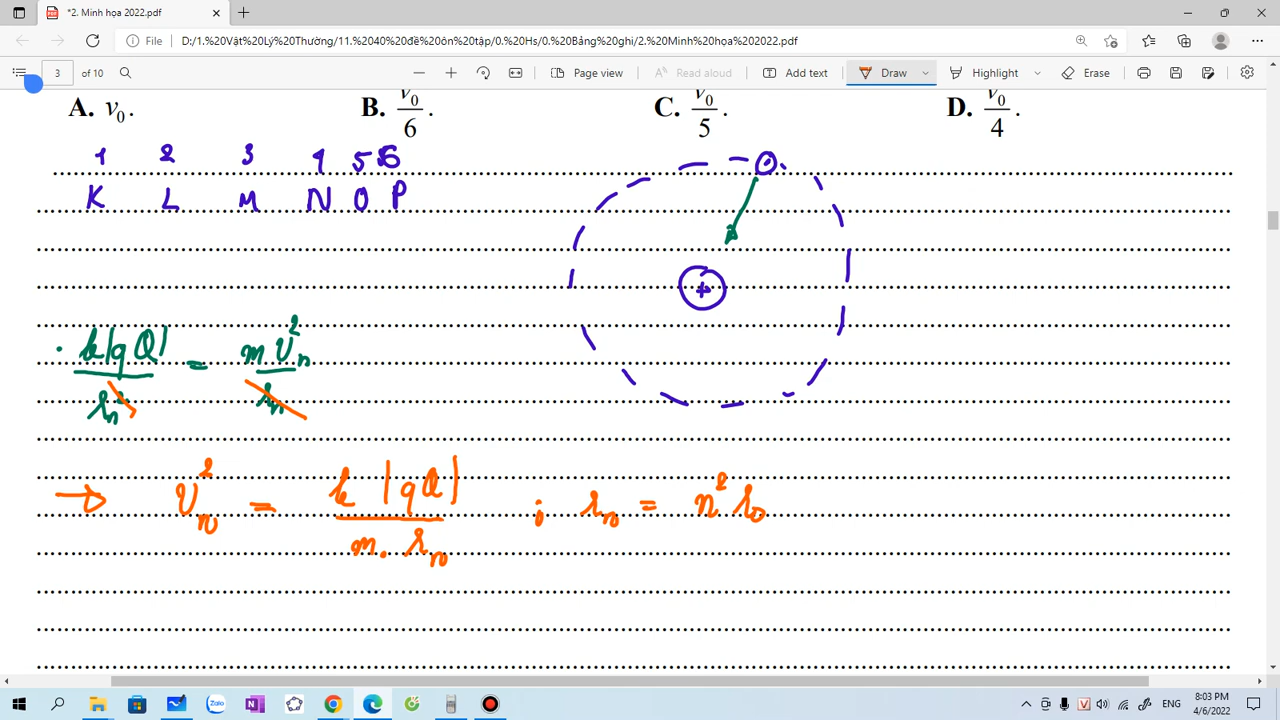 *2. Minh họa 2022.pdf
File D:/1.%20Vật%20Lý%20Thường/11.%2040%20đề%20ôn%20tập/0.%20Hs/0.%20Bảng%20ghi/2.%20Minh%20họa%202022.pdf
3 of 10 Page view Read aloud Add text Draw Highlight Erase
A. v₀. B. v₀/6. C. v₀/5. D. v₀/4.
1 2 3 4 5 6
K L M N O P
+
. k|qQ|/rₙ² = mvₙ²/rₙ
→ vₙ² = k|qQ|/m.rₙ ; rₙ = n²r₀
Zalo N V ENG 8:03 PM
4/6/2022